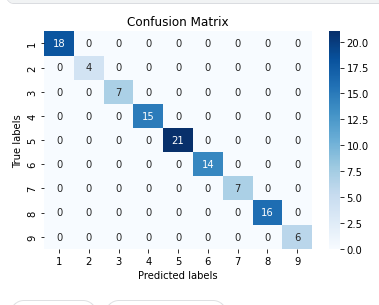 Confusion Matrix
1 18 0 0 0 0 0 0 0 0
2 0 4 0 0 0 0 0 0 0
3 0 0 7 0 0 0 0 0 0
4 0 0 0 15 0 0 0 0 0
5 0 0 0 0 21 0 0 0 0
6 0 0 0 0 0 14 0 0 0
7 0 0 0 0 0 0 7 0 0
8 0 0 0 0 0 0 0 16 0
9 0 0 0 0 0 0 0 0 6
1 2 3 4 5 6 7 8 9
True labels
Predicted labels
20.0
17.5
15.0
12.5
10.0
7.5
5.0
2.5
0.0